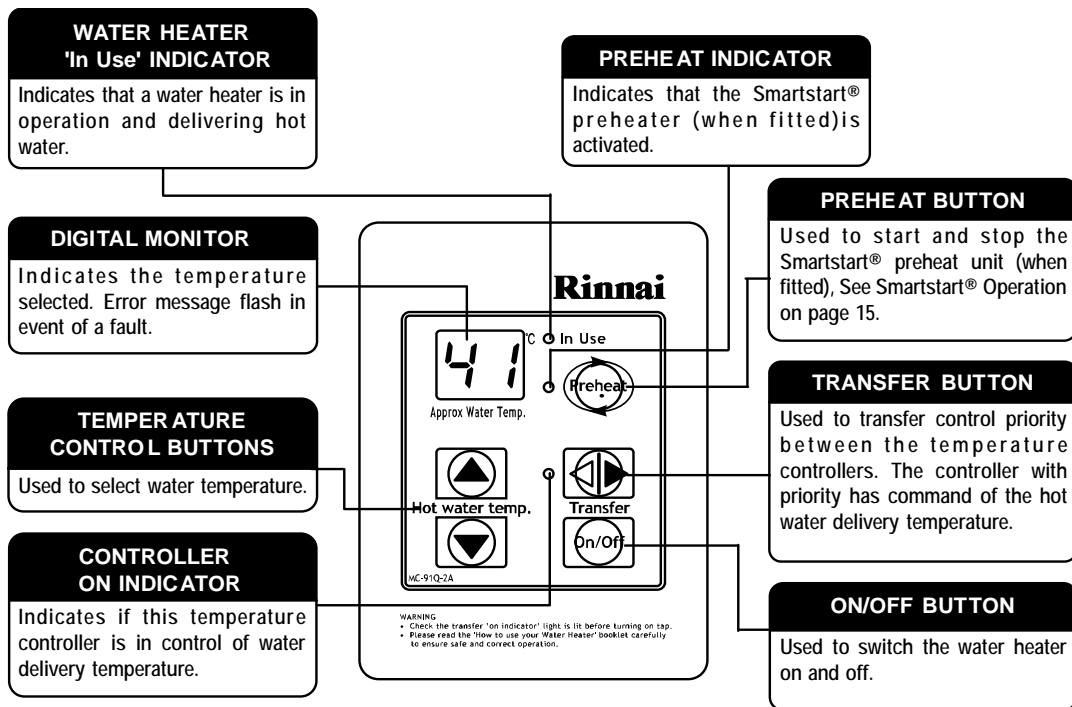 WATER HEATER
'In Use' INDICATOR
Indicates that a water heater is in
operation and delivering hot
water.
PREHEAT INDICATOR
Indicates that the Smartstart®
preheater (when fitted)is
activated.
DIGITAL MONITOR
Indicates the temperature
selected. Error message flash in
event of a fault.
PREHEAT BUTTON
Used to start and stop the
Smartstart® preheat unit (when
fitted), See Smartstart® Operation
on page 15.
TEMPERATURE
CONTROL BUTTONS
Used to select water temperature.
TRANSFER BUTTON
Used to transfer control priority
between the temperature
controllers. The controller with
priority has command of the hot
water delivery temperature.
CONTROLLER
ON INDICATOR
Indicates if this temperature
controller is in control of water
delivery temperature.
ON/OFF BUTTON
Used to switch the water heater
on and off.
Rinnai
41 °C In Use
Preheat
Approx Water Temp.
Hot water temp. Transfer
On/Off
MC-91Q-2A
WARNING
• Check the transfer 'on indicator' light is lit before turning on tap.
• Please read the 'How to use your Water Heater' booklet carefully
to ensure safe and correct operation.